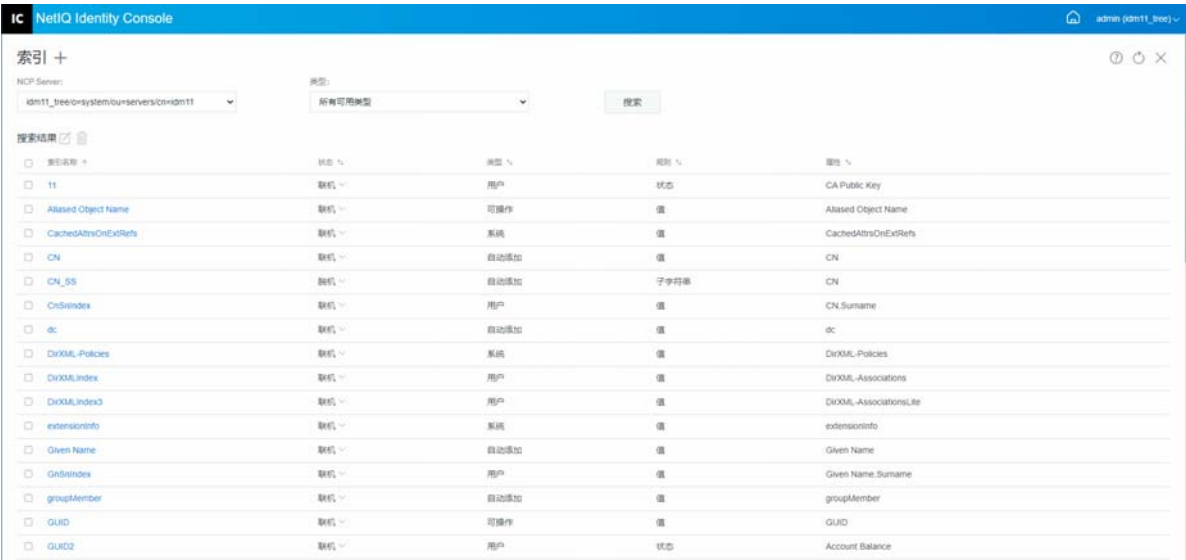 IC NetIQ Identity Console admin (idm11_tree)
索引
NCP Server: 类型:
idm11_tree/o=system/ou=servers/cn=idm11 所有可用类型 搜索
搜索结果
索引名称 状态 类型 规则 属性
11 联机 用户 状态 CA Public Key
Aliased Object Name 联机 可操作 值 Aliased Object Name
CachedAttrsOnExtRefs 联机 系统 值 CachedAttrsOnExtRefs
CN 联机 自动添加 值 CN
CN_SS 联机 自动添加 子字符串 CN
CnSnIndex 联机 用户 值 CN,Surname
dc 联机 自动添加 值 dc
DirXML-Policies 联机 系统 值 DirXML-Policies
DirXMLIndex 联机 用户 值 DirXML-Associations
DirXMLIndex3 联机 用户 值 DirXML-AssociationsLite
extensionInfo 联机 系统 值 extensionInfo
Given Name 联机 自动添加 值 Given Name
GnSnIndex 联机 用户 值 Given Name,Surname
groupMember 联机 自动添加 值 groupMember
GUID 联机 可操作 值 GUID
GUID2 联机 用户 状态 Account Balance